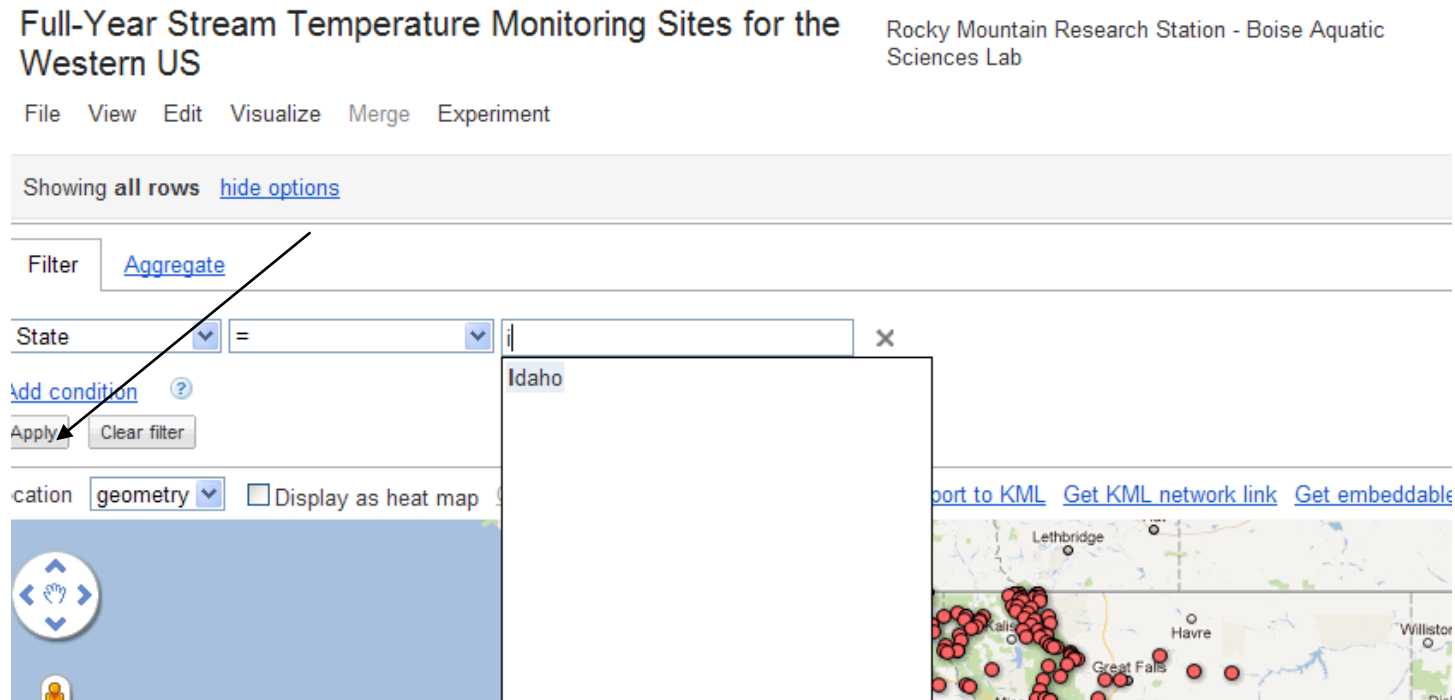 Full-Year Stream Temperature Monitoring Sites for the
Western US
Rocky Mountain Research Station - Boise Aquatic
Sciences Lab
File View Edit Visualize Merge Experiment
Showing all rows hide options
Filter Aggregate
State = i
Idaho
Add condition ?
Apply Clear filter
cation geometry Display as heat map port to KML Get KML network link Get embeddable
Lethbridge
Kalis
Havre
Williston
Great Falls